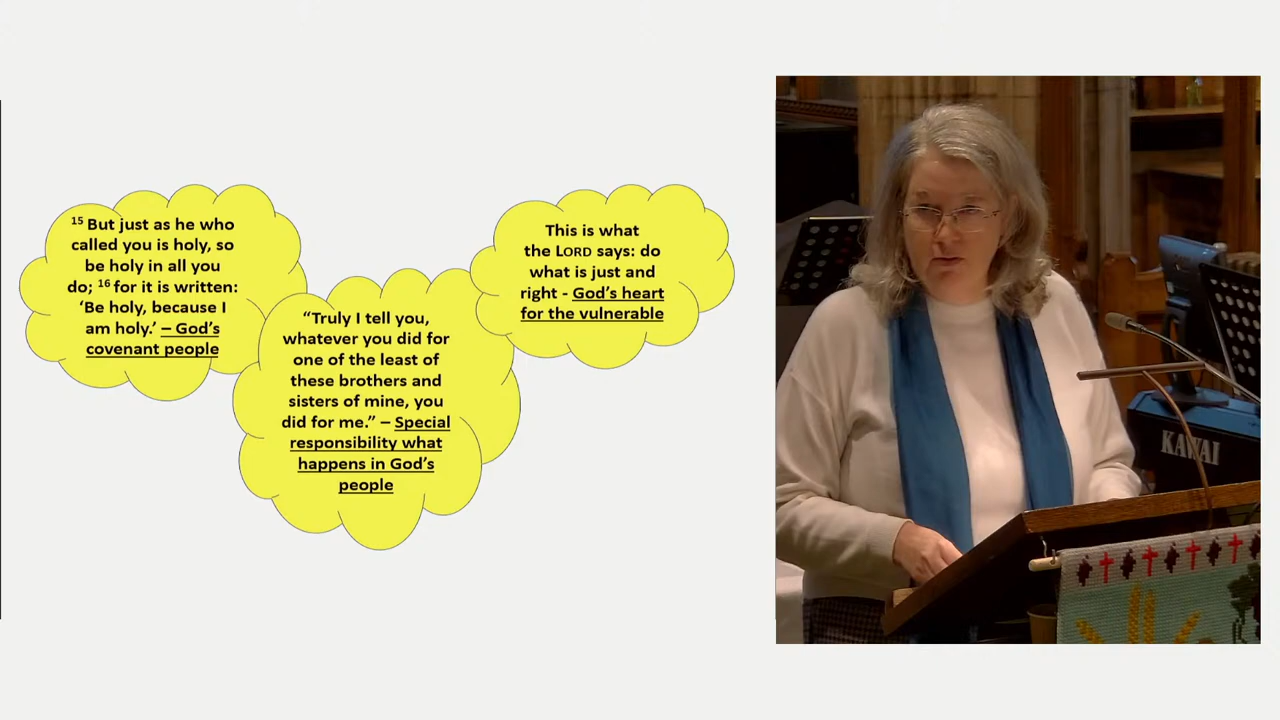 15 But just as he who
called you is holy, so
be holy in all you
do; 16 for it is written:
‘Be holy, because I
am holy.’ – God’s
covenant people
“Truly I tell you,
whatever you did for
one of the least of
these brothers and
sisters of mine, you
did for me.” – Special
responsibility what
happens in God’s
people
This is what
the LORD says: do
what is just and
right - God’s heart
for the vulnerable
KAWAI